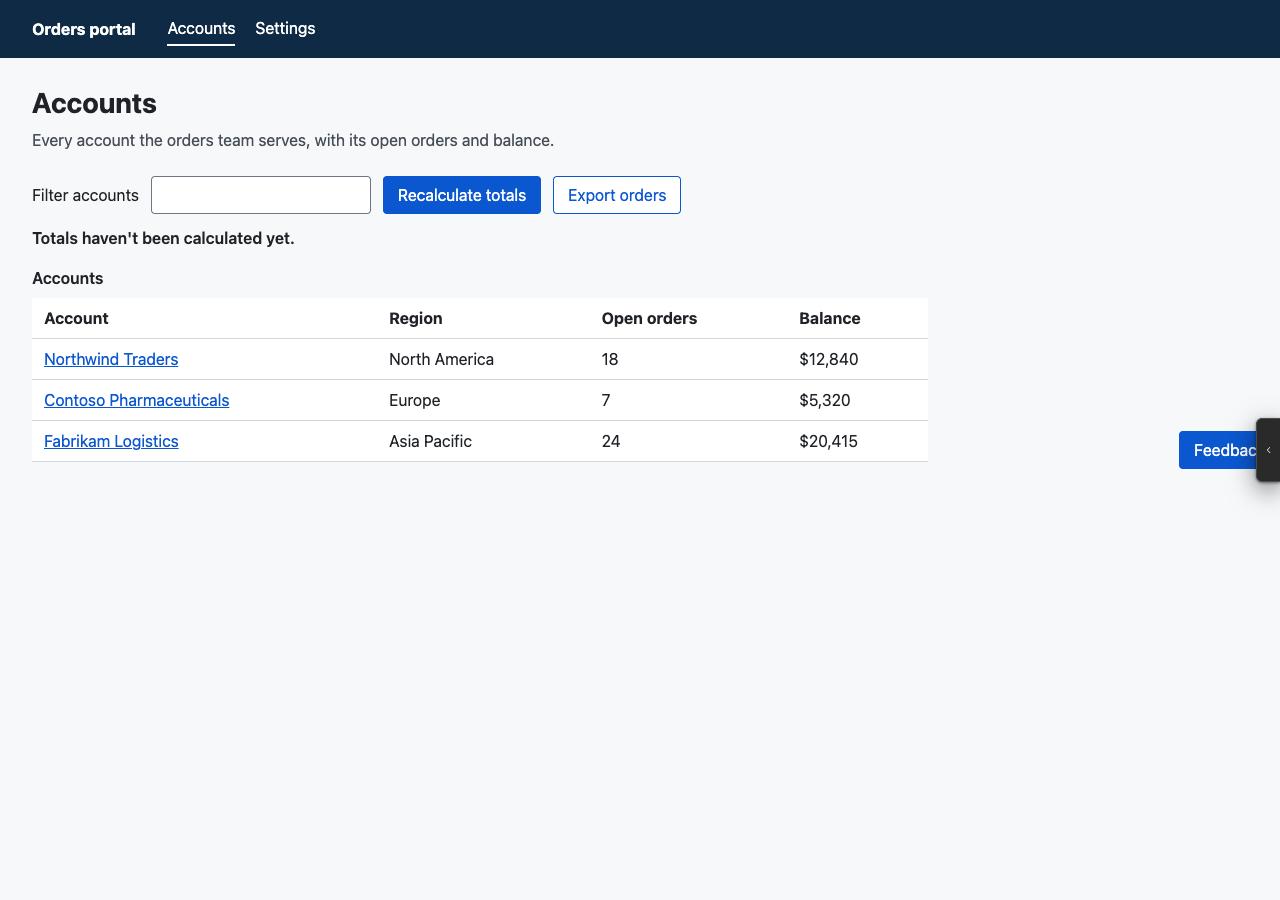 Orders portal Accounts Settings
Accounts
Every account the orders team serves, with its open orders and balance.
Filter accounts Recalculate totals Export orders
Totals haven't been calculated yet.
Accounts
Account Region Open orders Balance
Northwind Traders North America 18 $12,840
Contoso Pharmaceuticals Europe 7 $5,320
Fabrikam Logistics Asia Pacific 24 $20,415
Feedbac